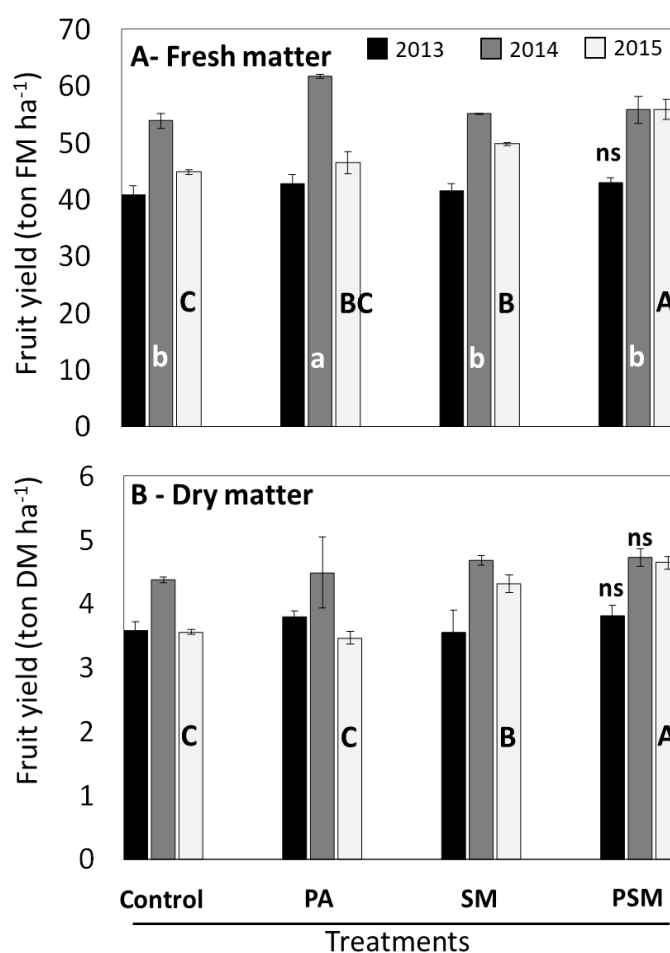 A- Fresh matter
2013 2014 2015
Fruit yield (ton FM ha⁻¹)
70
60
50
40
30
20
10
0
ns
C BC B A
b a b b
B - Dry matter
Fruit yield (ton DM ha⁻¹)
6
5
4
3
2
1
0
ns
ns
C C B A
Control PA SM PSM
Treatments